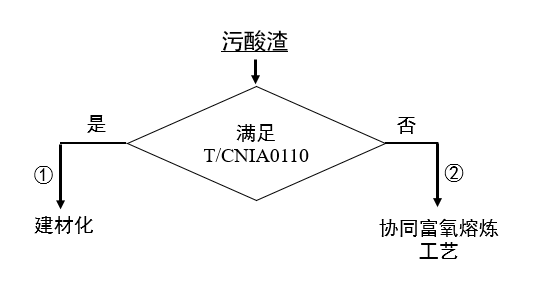 污酸渣
满足
T/CNIA0110
是
否
①
②
建材化
协同富氧熔炼
工艺